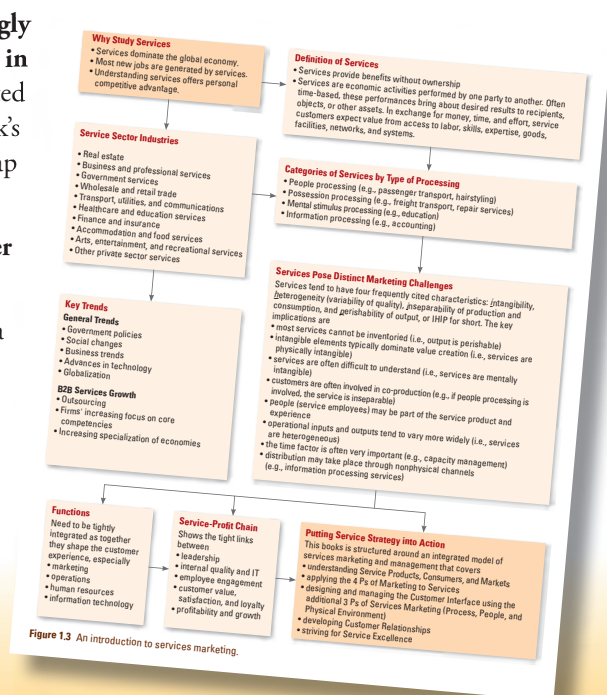 gly
in
ed
k's
ap
er
a
Why Study Services
• Services dominate the global economy.
• Most new jobs are generated by services.
• Understanding services offers personal
competitive advantage.
Definition of Services
• Services provide benefits without ownership
• Services are economic activities performed by one party to another. Often
time-based, these performances bring about desired results to recipients,
objects, or other assets. In exchange for money, time, and effort, service
customers expect value from access to labor, skills, expertise, goods,
facilities, networks, and systems.
Service Sector Industries
• Real estate
• Business and professional services
• Government services
• Wholesale and retail trade
• Transport, utilities, and communications
• Healthcare and education services
• Finance and insurance
• Accommodation and food services
• Arts, entertainment, and recreational services
• Other private sector services
Categories of Services by Type of Processing
• People processing (e.g., passenger transport, hairstyling)
• Possession processing (e.g., freight transport, repair services)
• Mental stimulus processing (e.g., education)
• Information processing (e.g., accounting)
Key Trends
General Trends
• Government policies
• Social changes
• Business trends
• Advances in technology
• Globalization
B2B Services Growth
• Outsourcing
• Firms' increasing focus on core
competencies
• Increasing specialization of economies
Services Pose Distinct Marketing Challenges
Services tend to have four frequently cited characteristics: intangibility,
heterogeneity (variability of quality), inseparability of production and
consumption, and perishability of output, or IHIP for short. The key
implications are
• most services cannot be inventoried (i.e., output is perishable)
• intangible elements typically dominate value creation (i.e., services are
physically intangible)
• services are often difficult to understand (i.e., services are mentally
intangible)
• customers are often involved in co-production (e.g., if people processing is
involved, the service is inseparable)
• people (service employees) may be part of the service product and
experience
• operational inputs and outputs tend to vary more widely (i.e., services
are heterogeneous)
• the time factor is often very important (e.g., capacity management)
• distribution may take place through nonphysical channels
(e.g., information processing services)
Functions
Need to be tightly
integrated as together
they shape the customer
experience, especially
• marketing
• operations
• human resources
• information technology
Service-Profit Chain
Shows the tight links
between
• leadership
• internal quality and IT
• employee engagement
• customer value,
satisfaction, and loyalty
• profitability and growth
Putting Service Strategy into Action
This books is structured around an integrated model of
services marketing and management that covers
• understanding Service Products, Consumers, and Markets
• applying the 4 Ps of Marketing to Services
• designing and managing the Customer Interface using the
additional 3 Ps of Services Marketing (Process, People, and
Physical Environment)
• developing Customer Relationships
• striving for Service Excellence
Figure 1.3 An introduction to services marketing.